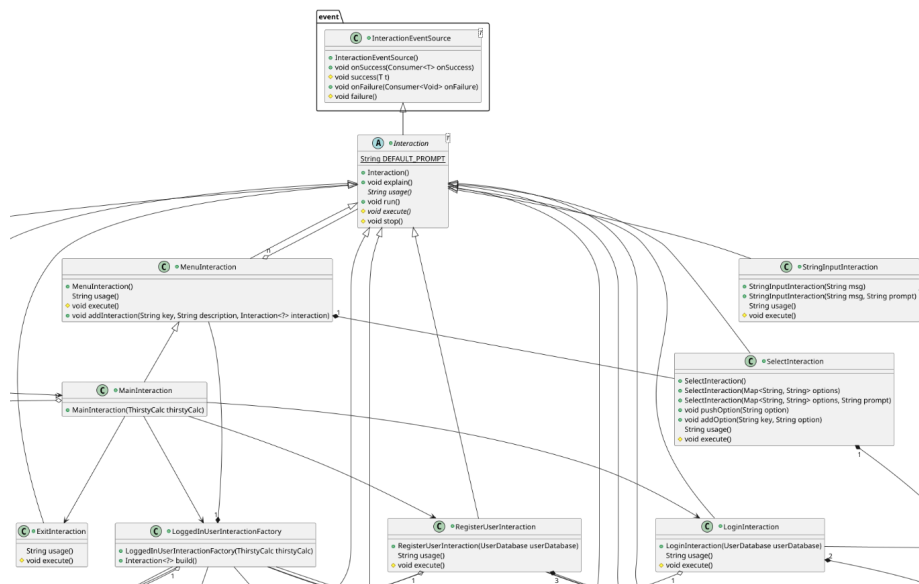 event
C InteractionEventSource T
InteractionEventSource()
void onSuccess(Consumer<T> onSuccess)
void success(T t)
void onFailure(Consumer<Void> onFailure)
void failure()
A Interaction T
String DEFAULT_PROMPT
Interaction()
void explain()
String usage()
void run()
void execute()
void stop()
n
C MenuInteraction
MenuInteraction()
String usage()
void execute()
void addInteraction(String key, String description, Interaction<?> interaction)
1
C StringInputInteraction
StringInputInteraction(String msg)
StringInputInteraction(String msg, String prompt)
String usage()
void execute()
C SelectInteraction
SelectInteraction()
SelectInteraction(Map<String, String> options)
SelectInteraction(Map<String, String> options, String prompt)
void pushOption(String option)
void addOption(String key, String option)
String usage()
void execute()
1
C MainInteraction
MainInteraction(ThirstyCalc thirstyCalc)
C ExitInteraction
String usage()
void execute()
1
C LoggedInUserInteractionFactory
LoggedInUserInteractionFactory(ThirstyCalc thirstyCalc)
Interaction<?> build()
1
C RegisterUserInteraction
RegisterUserInteraction(UserDatabase userDatabase)
String usage()
void execute()
1
3
C LoginInteraction
LoginInteraction(UserDatabase userDatabase)
String usage()
void execute()
1
2